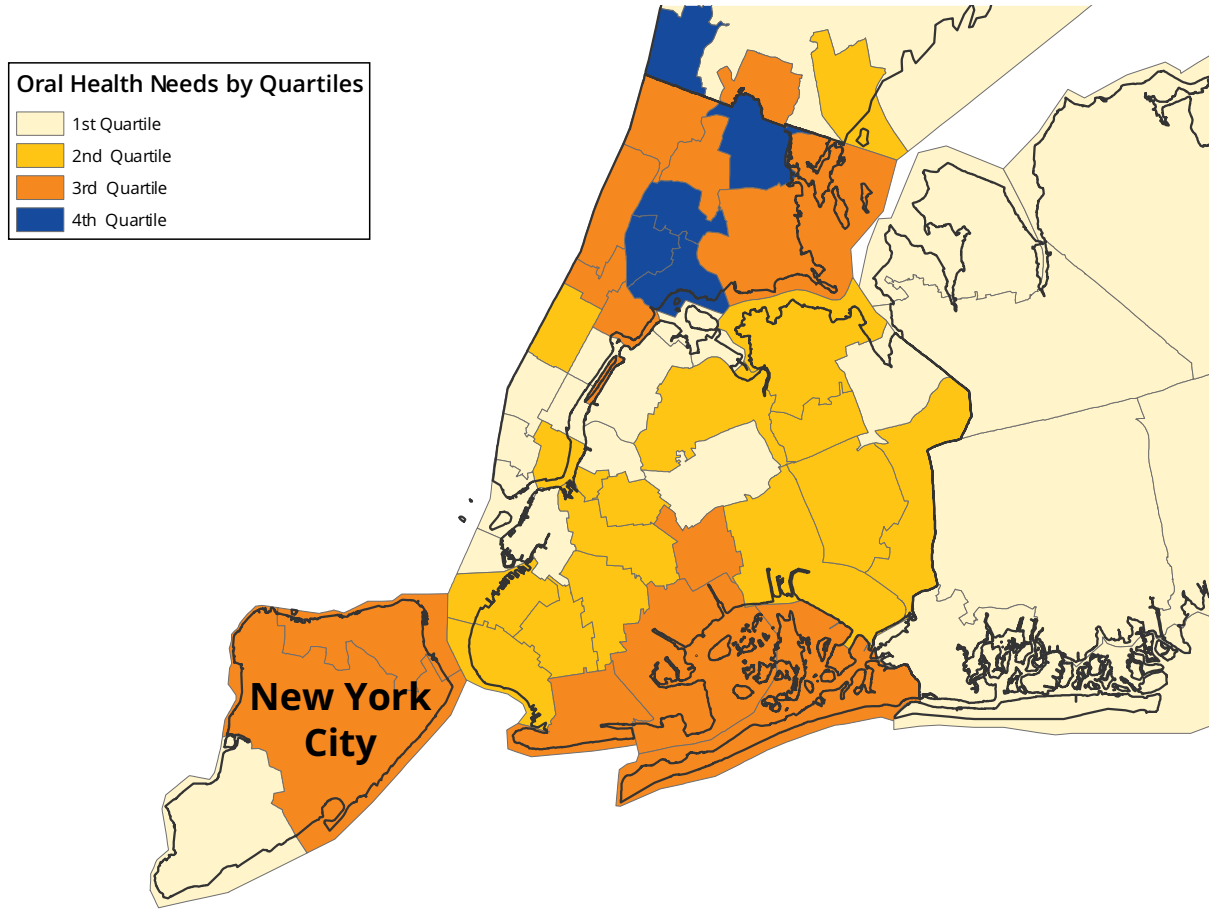 Oral Health Needs by Quartiles
1st Quartile
2nd Quartile
3rd Quartile
4th Quartile
New York
City